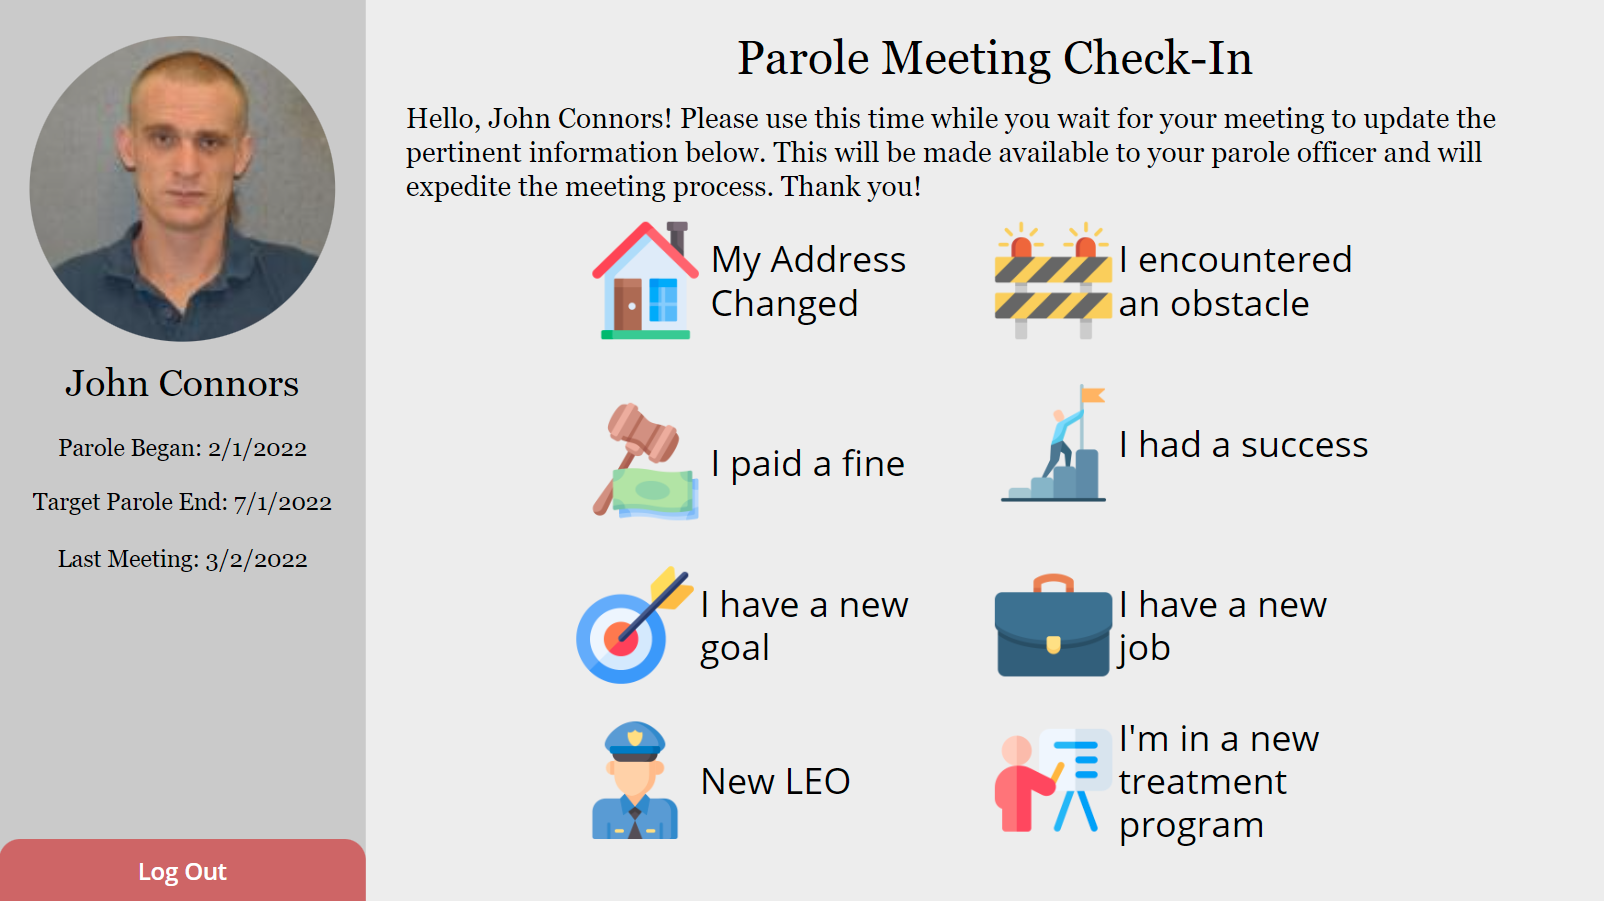 Parole Meeting Check-In
Hello, John Connors! Please use this time while you wait for your meeting to update the
pertinent information below. This will be made available to your parole officer and will
expedite the meeting process. Thank you!
John Connors
Parole Began: 2/1/2022
Target Parole End: 7/1/2022
Last Meeting: 3/2/2022
Log Out
My Address
Changed
I encountered
an obstacle
I paid a fine
I had a success
I have a new
goal
I have a new
job
New LEO
I'm in a new
treatment
program